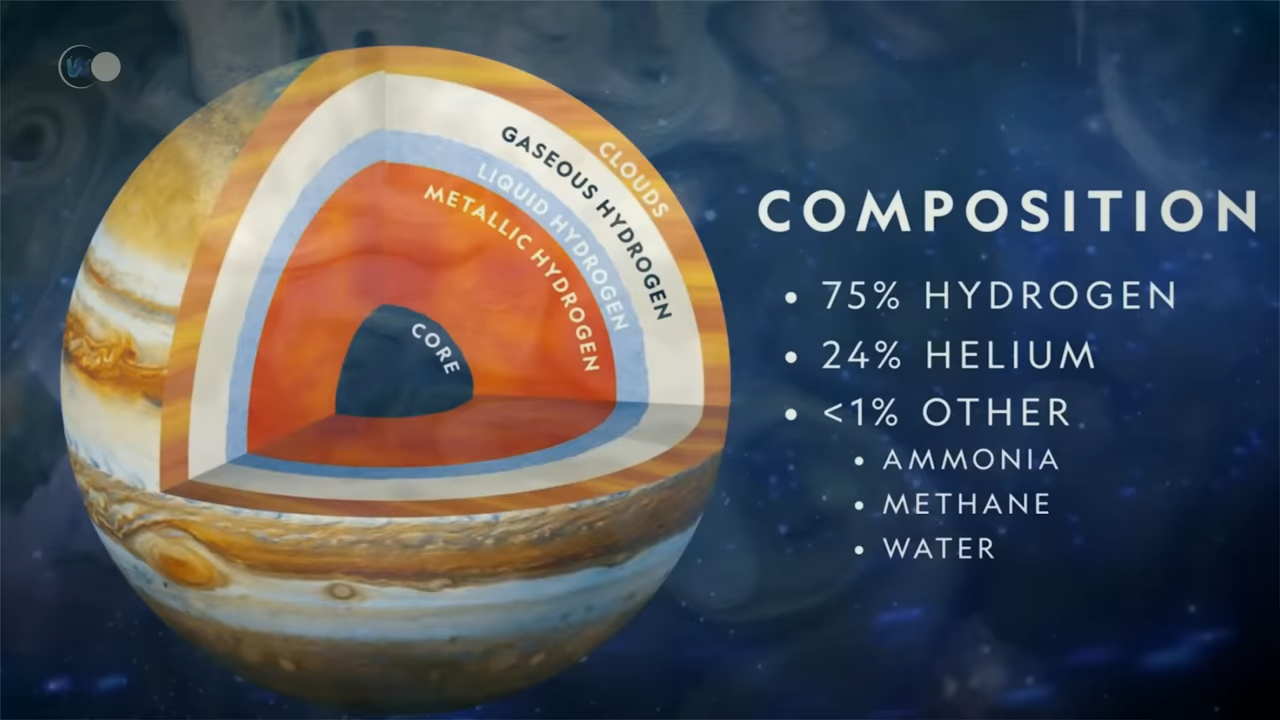 CLOUDS
GASEOUS HYDROGEN
LIQUID HYDROGEN
METALLIC HYDROGEN
CORE
COMPOSITION
• 75% HYDROGEN
• 24% HELIUM
• <1% OTHER
• AMMONIA
• METHANE
• WATER